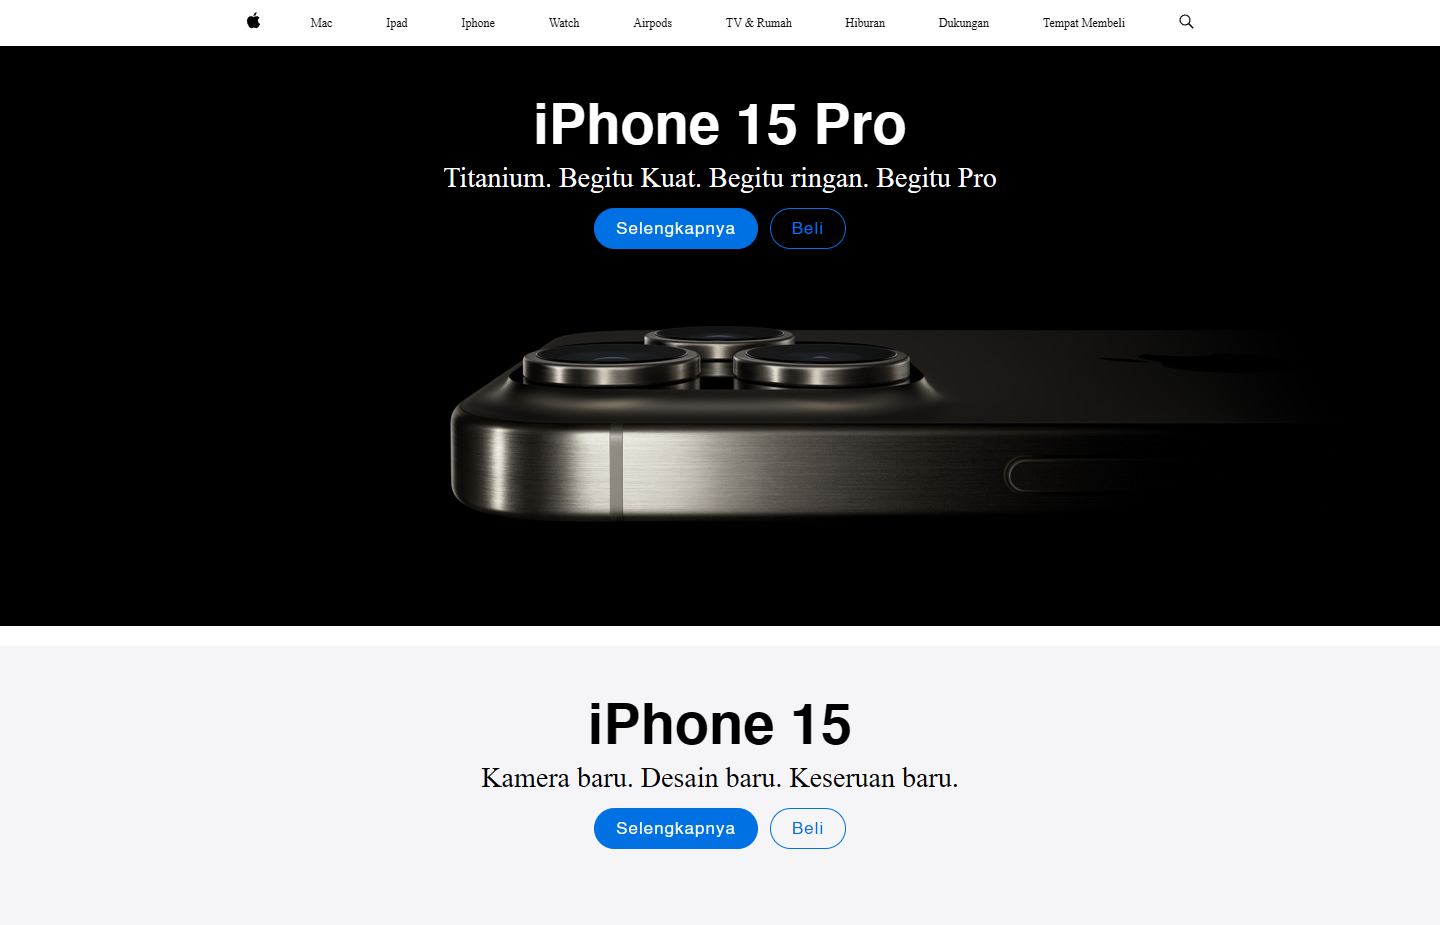 Mac Ipad Iphone Watch Airpods TV & Rumah Hiburan Dukungan Tempat Membeli
iPhone 15 Pro
Titanium. Begitu Kuat. Begitu ringan. Begitu Pro
Selengkapnya Beli
iPhone 15
Kamera baru. Desain baru. Keseruan baru.
Selengkapnya Beli